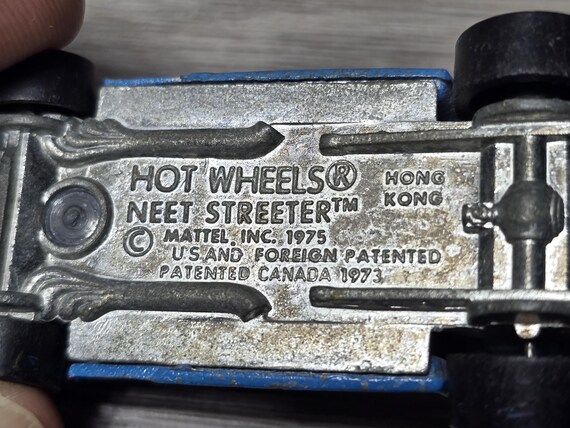 HOT WHEELS®
NEET STREETER™
© MATTEL, INC. 1975
U.S. AND FOREIGN PATENTED
PATENTED CANADA 1973
HONG
KONG